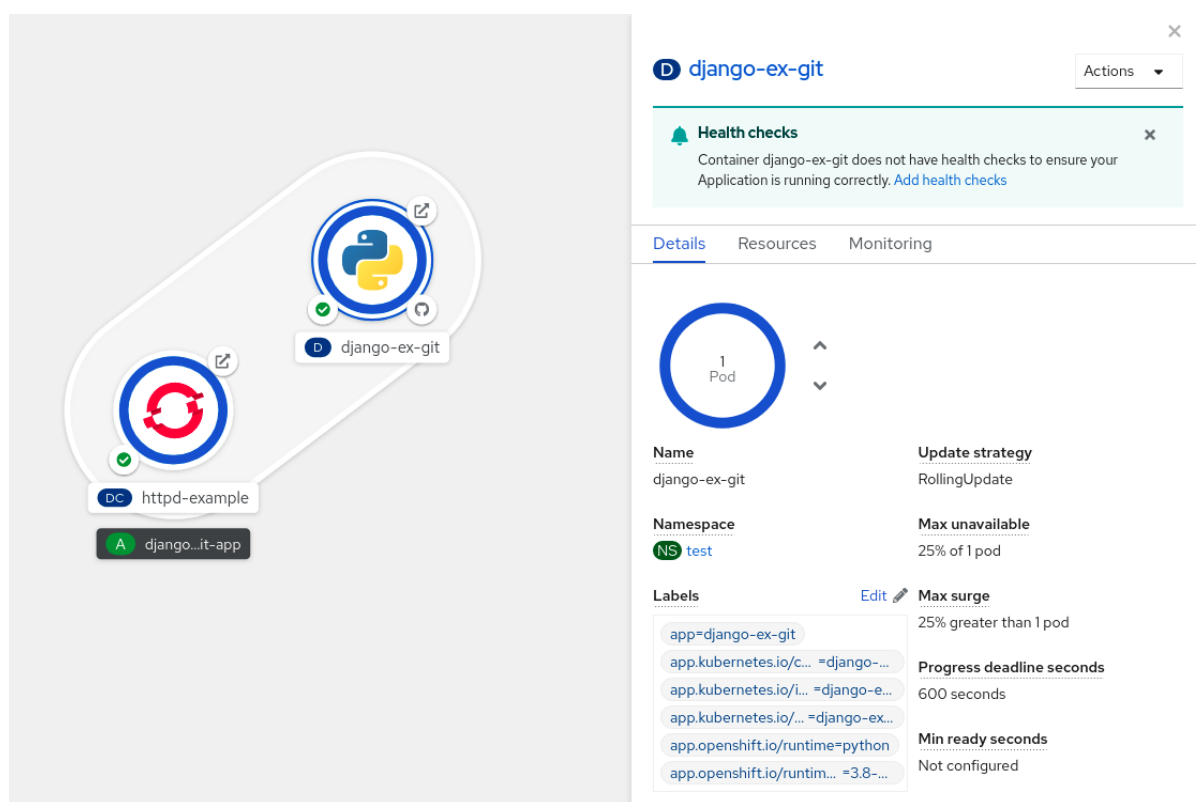 D django-ex-git
DC httpd-example
A django...it-app
D django-ex-git
Actions
Health checks
Container django-ex-git does not have health checks to ensure your
Application is running correctly. Add health checks
Details Resources Monitoring
1
Pod
Name
django-ex-git
Namespace
NS test
Labels Edit
app=django-ex-git
app.kubernetes.io/c... =django-...
app.kubernetes.io/i... =django-e...
app.kubernetes.io/... =django-ex...
app.openshift.io/runtime=python
app.openshift.io/runtim... =3.8-...
Update strategy
RollingUpdate
Max unavailable
25% of 1 pod
Max surge
25% greater than 1 pod
Progress deadline seconds
600 seconds
Min ready seconds
Not configured